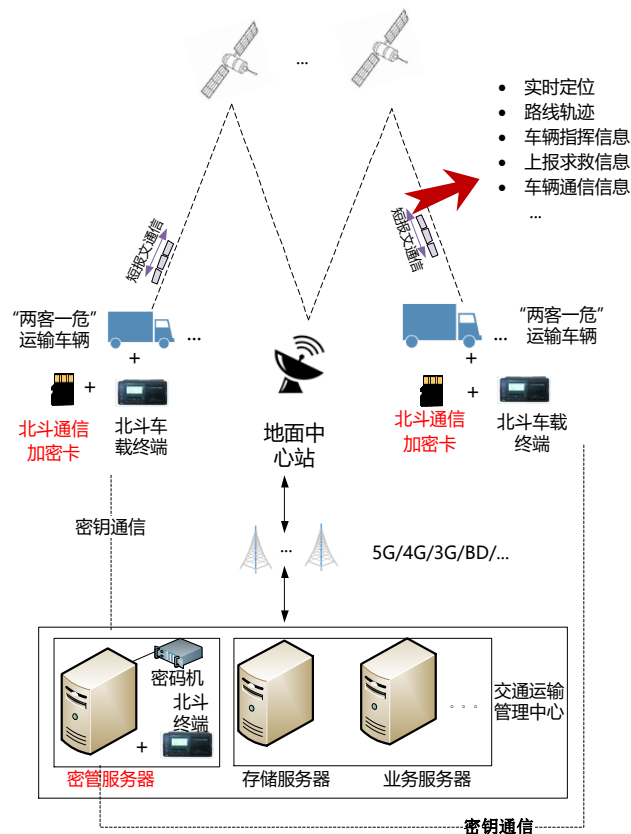 ...
• 实时定位
• 路线轨迹
• 车辆指挥信息
• 上报求救信息
• 车辆通信信息
...
短报文通信
短报文通信
“两客一危”
运输车辆
...
+
+
北斗通信
加密卡
北斗车
载终端
地面中
心站
...
“两客一危”
运输车辆
+
+
北斗通信
加密卡
北斗车载
终端
密钥通信
...
5G/4G/3G/BD/...
密码机
北斗
终端
+
密管服务器
存储服务器
业务服务器
。。。
交通运输
管理中心
密钥通信